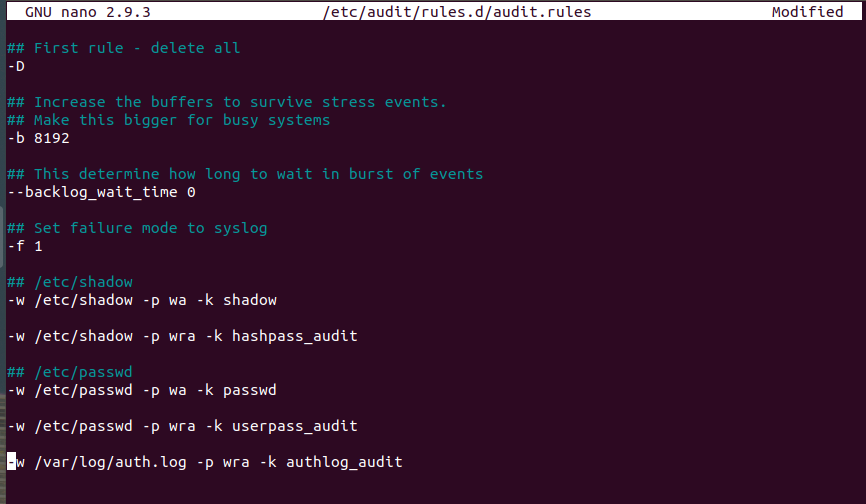 GNU nano 2.9.3 /etc/audit/rules.d/audit.rules Modified
## First rule - delete all
-D
## Increase the buffers to survive stress events.
## Make this bigger for busy systems
-b 8192
## This determine how long to wait in burst of events
--backlog_wait_time 0
## Set failure mode to syslog
-f 1
## /etc/shadow
-w /etc/shadow -p wa -k shadow
-w /etc/shadow -p wra -k hashpass_audit
## /etc/passwd
-w /etc/passwd -p wa -k passwd
-w /etc/passwd -p wra -k userpass_audit
-w /var/log/auth.log -p wra -k authlog_audit